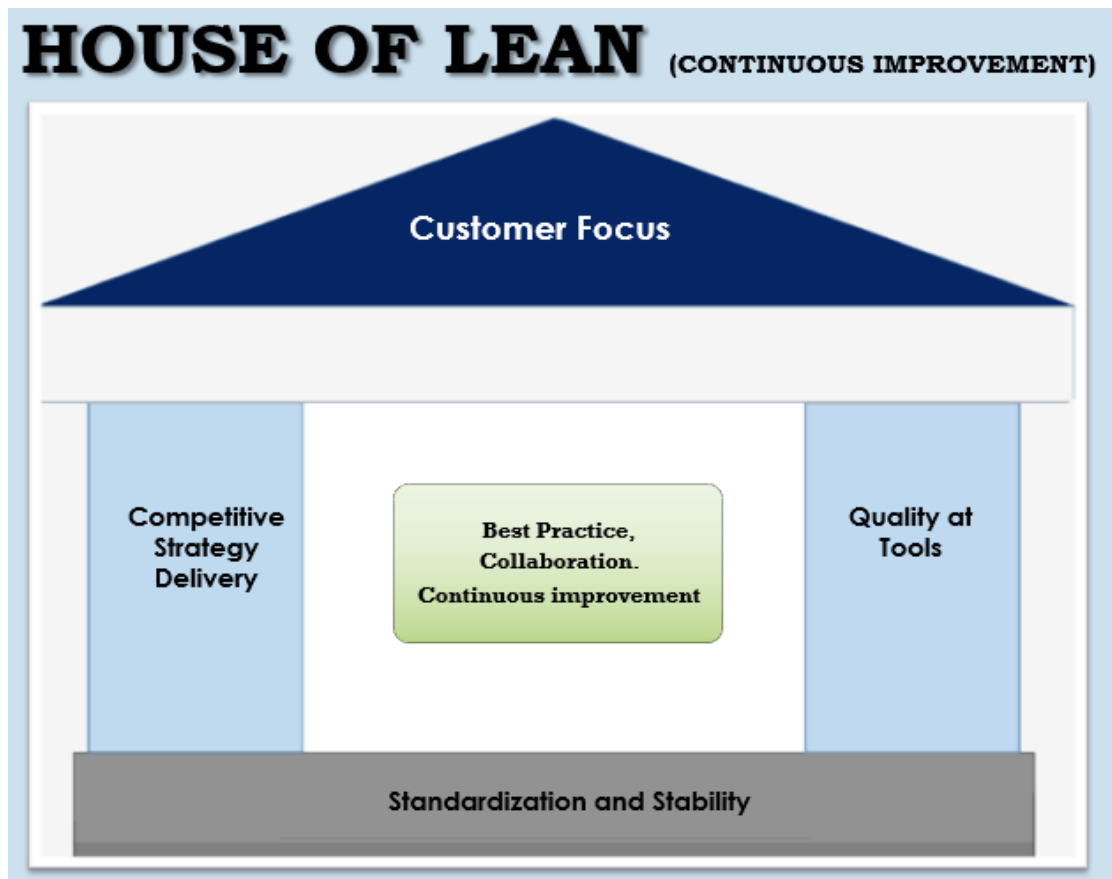 HOUSE OF LEAN (CONTINUOUS IMPROVEMENT)
Customer Focus
Competitive
Strategy
Delivery
Best Practice,
Collaboration.
Continuous improvement
Quality at
Tools
Standardization and Stability